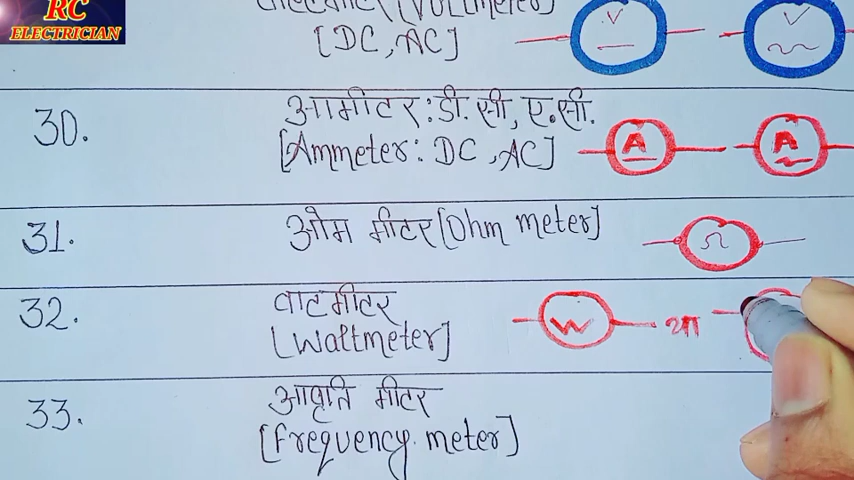 RC
ELECTRICIAN
[Voltmeter]
[DC, AC]
V
V
30.
आमीटर: डी. सी, ए. सी.
[Ammeter: DC, AC]
A
A
31.
ओम मीटर [Ohm meter]
Ω
32.
वाटमीटर
[Wattmeter]
W
या
33.
आवृति मीटर
[frequency. meter]